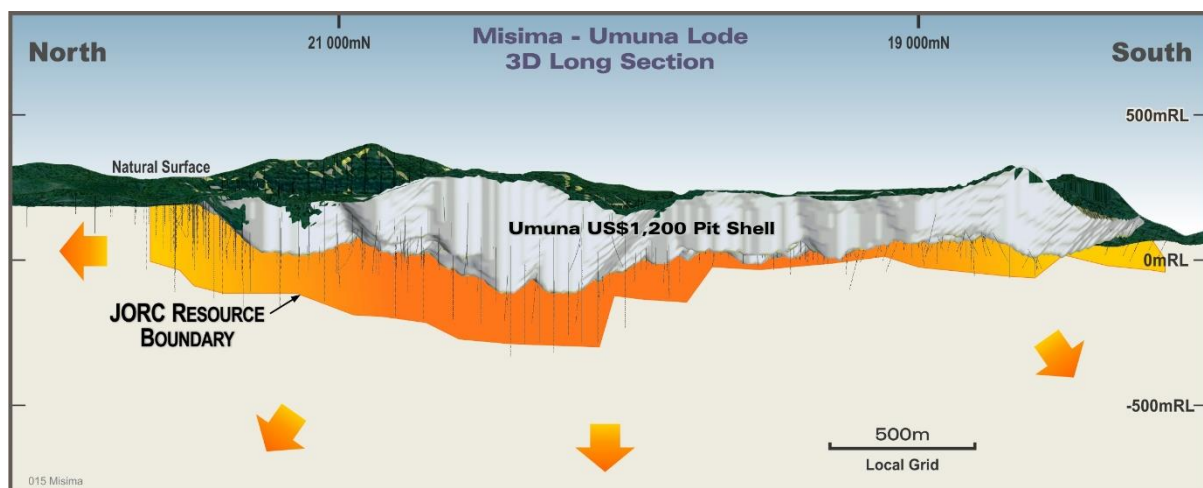 Misima - Umuna Lode
3D Long Section
North
21 000mN
19 000mN
South
500mRL
Natural Surface
Umuna US$1,200 Pit Shell
0mRL
JORC RESOURCE
BOUNDARY
-500mRL
500m
Local Grid
015 Misima